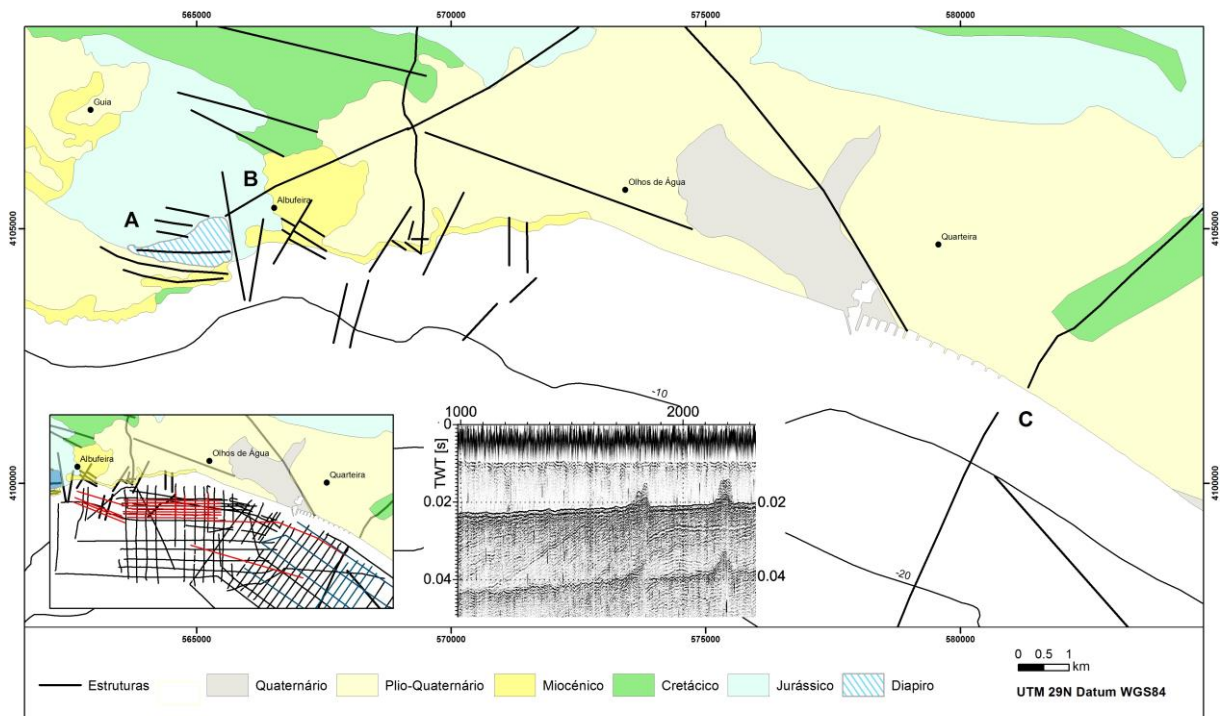 565000
570000
575000
580000
Guia
B
Albufeira
A
Olhos de Água
Quarteira
4105000
4105000
-10
C
-20
4100000
4100000
Albufeira
Olhos de Água
Quarteira
1000
2000
0
TWT [s]
0.02
0.02
0.04
0.04
565000
570000
575000
580000
0 0.5 1
km
UTM 29N Datum WGS84
Estruturas
Quaternário
Plio-Quaternário
Miocénico
Cretácico
Jurássico
Diapiro